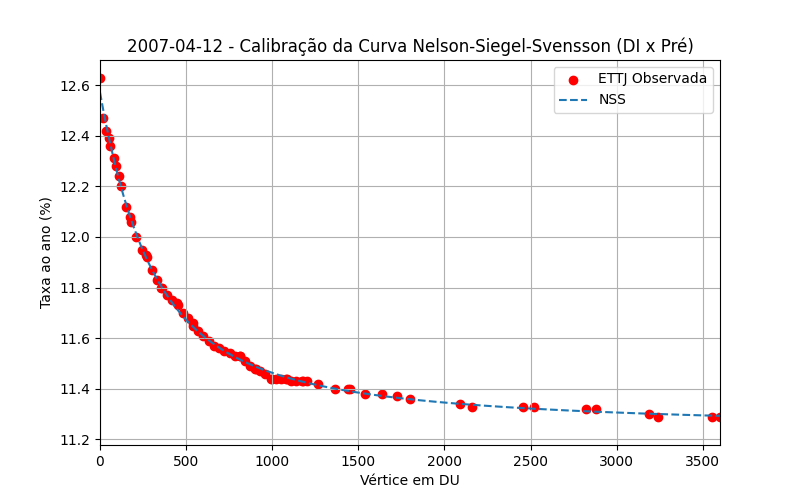 2007-04-12 - Calibração da Curva Nelson-Siegel-Svensson (DI x Pré)
ETTJ Observada
NSS
Taxa ao ano (%)
12.6
12.4
12.2
12.0
11.8
11.6
11.4
11.2
0 500 1000 1500 2000 2500 3000 3500
Vértice em DU